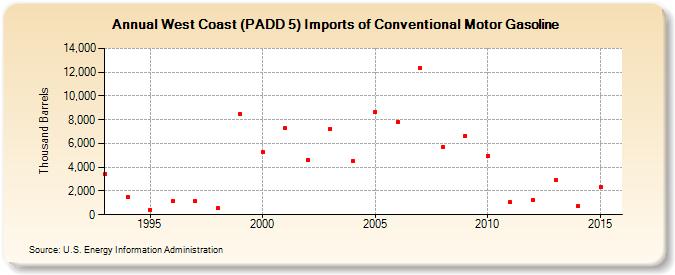 Annual West Coast (PADD 5) Imports of Conventional Motor Gasoline
Thousand Barrels
14,000
12,000
10,000
8,000
6,000
4,000
2,000
0
1995 2000 2005 2010 2015
Source: U.S. Energy Information Administration